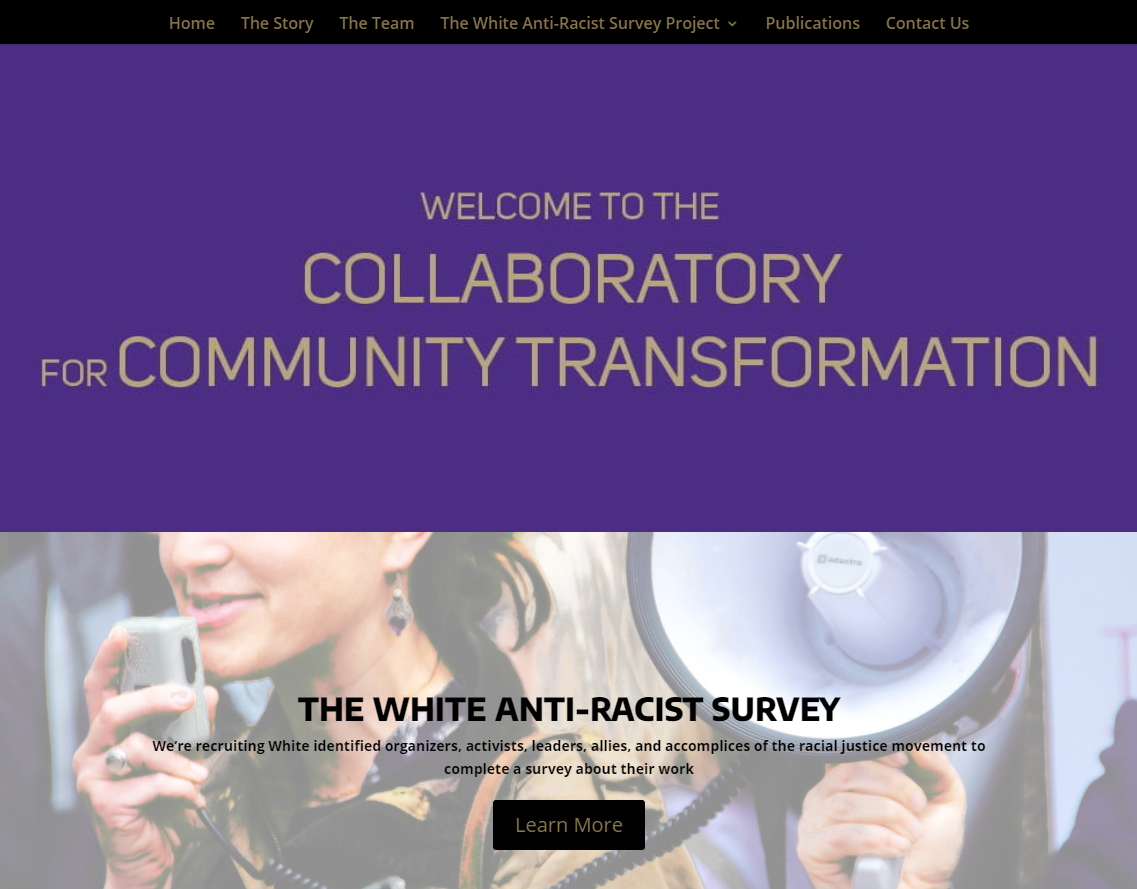 Home The Story The Team The White Anti-Racist Survey Project Publications Contact Us
WELCOME TO THE
COLLABORATORY
FOR COMMUNITY TRANSFORMATION
edastra
THE WHITE ANTI-RACIST SURVEY
We're recruiting White identified organizers, activists, leaders, allies, and accomplices of the racial justice movement to
complete a survey about their work
Learn More